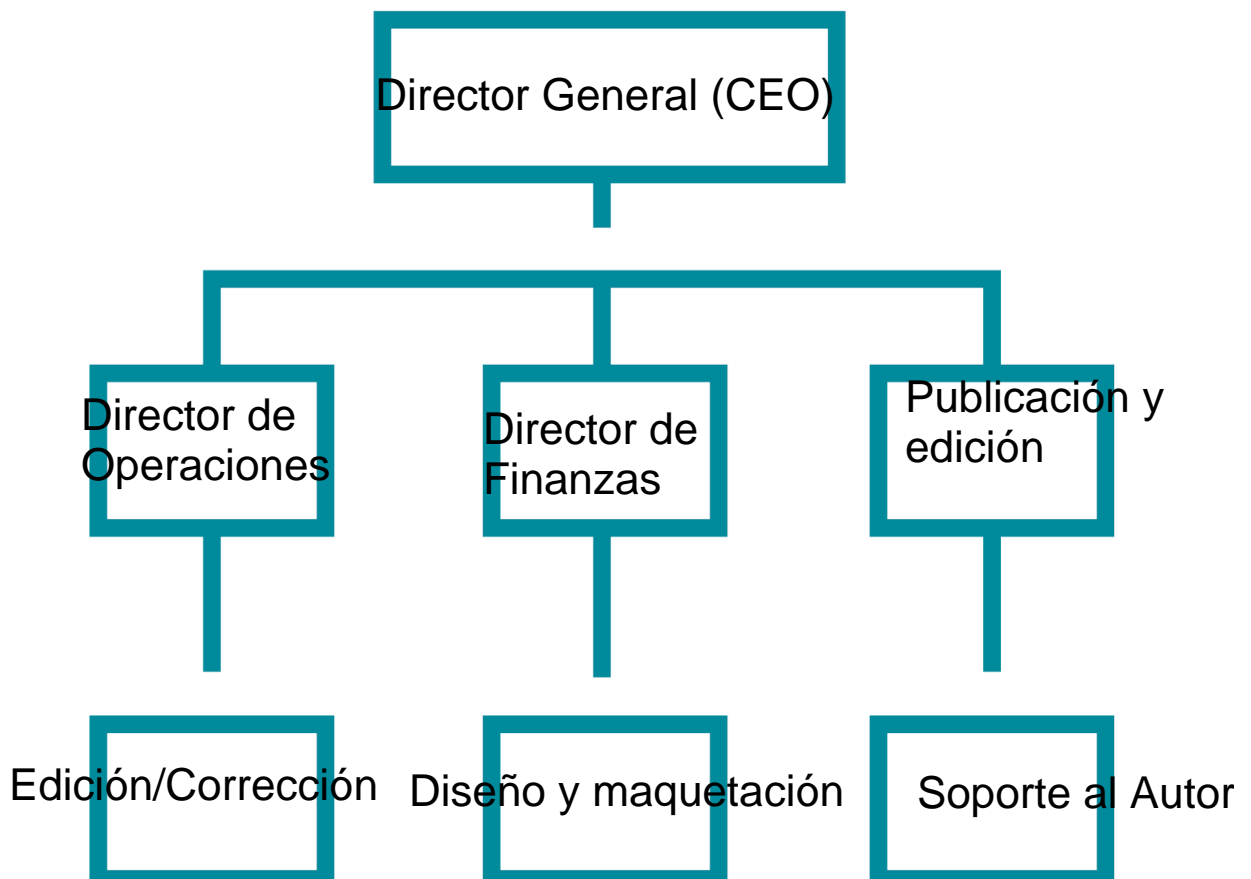 Director General (CEO)
Director de
Operaciones
Director de
Finanzas
Publicación y
edición
Edición/Corrección
Diseño y maquetación
Soporte al Autor